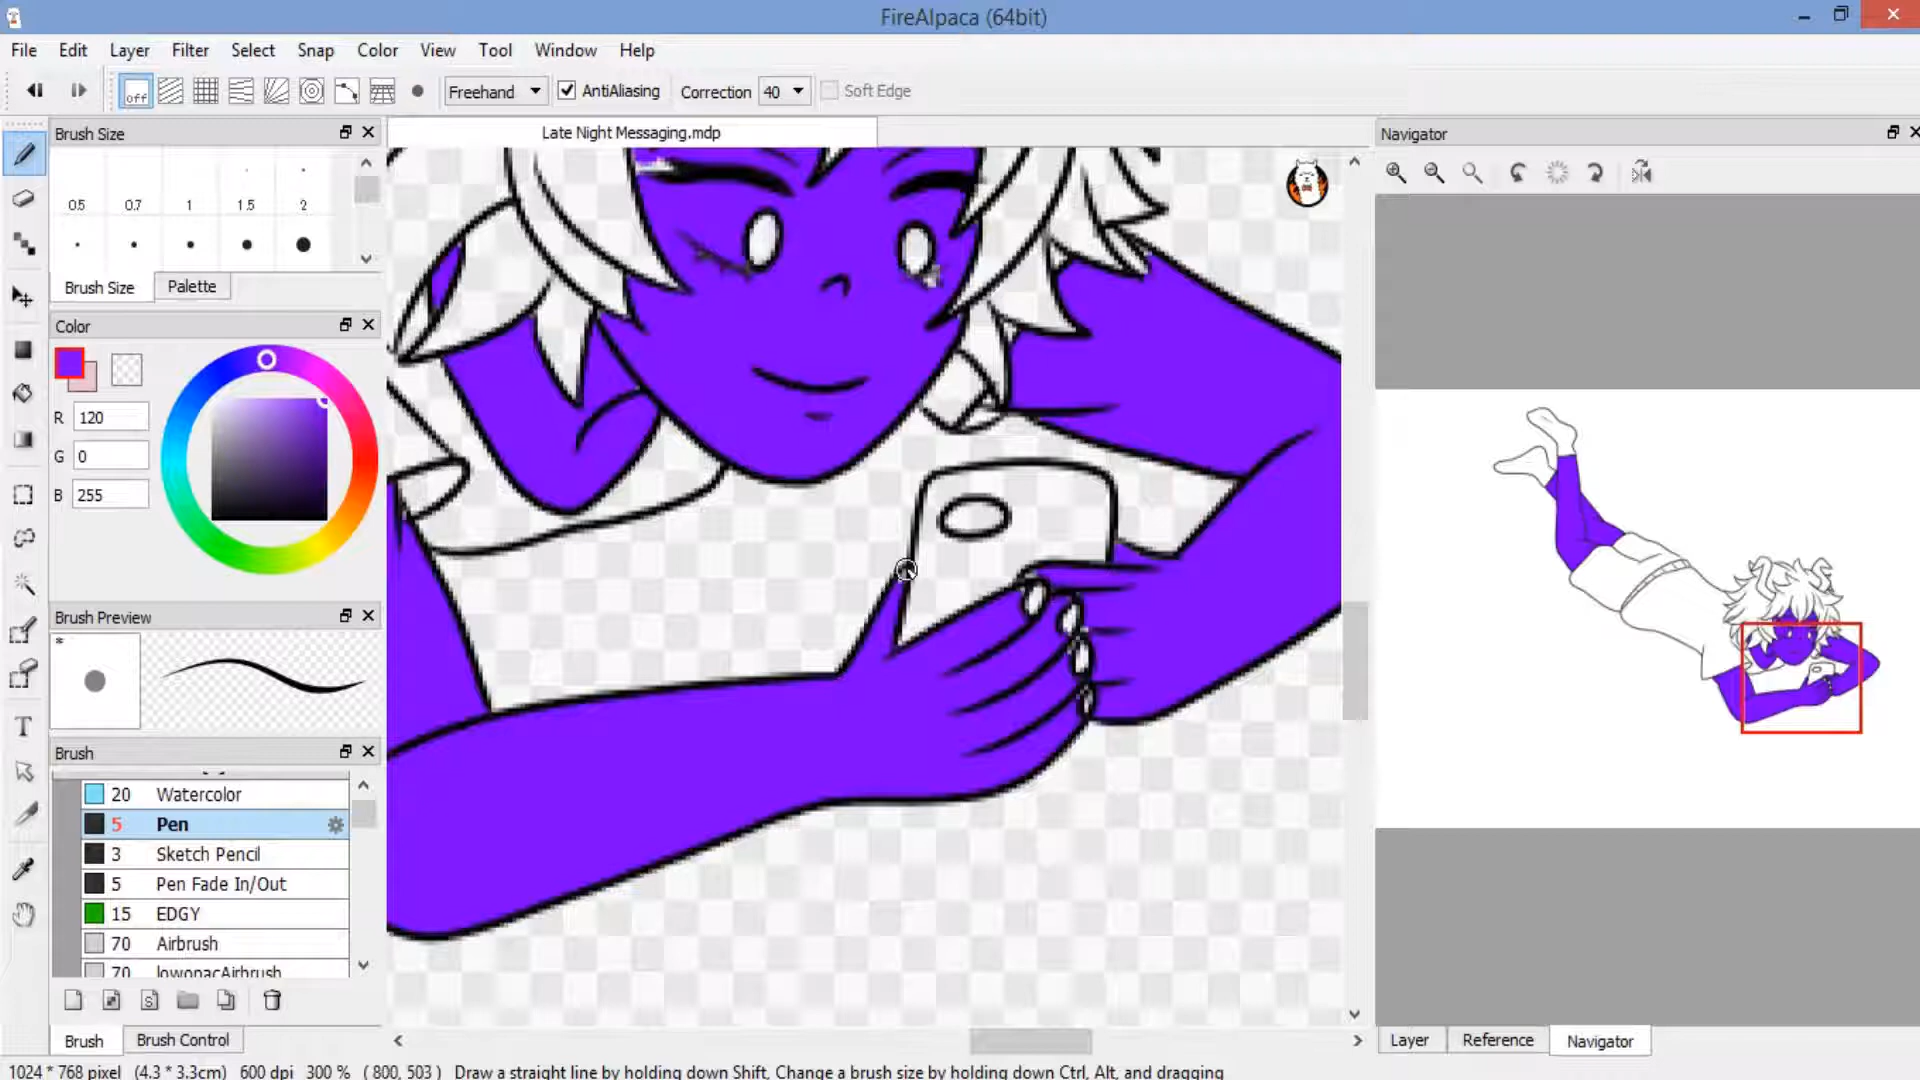 FireAlpaca (64bit)
File Edit Layer Filter Select Snap Color View Tool Window Help
off Freehand AntiAliasing Correction 40 Soft Edge
Brush Size
Late Night Messaging.mdp
Navigator
0.5 0.7 1 1.5 2
Brush Size Palette
Color
R 120
G 0
B 255
Brush Preview
*
Brush
20 Watercolor
5 Pen
3 Sketch Pencil
5 Pen Fade In/Out
15 EDGY
70 Airbrush
70 lowopacAirbrush
T
S
Brush Brush Control
Layer Reference Navigator
1024 * 768 pixel (4.3 * 3.3cm) 600 dpi 300 % ( 800, 503 ) Draw a straight line by holding down Shift, Change a brush size by holding down Ctrl, Alt, and dragging